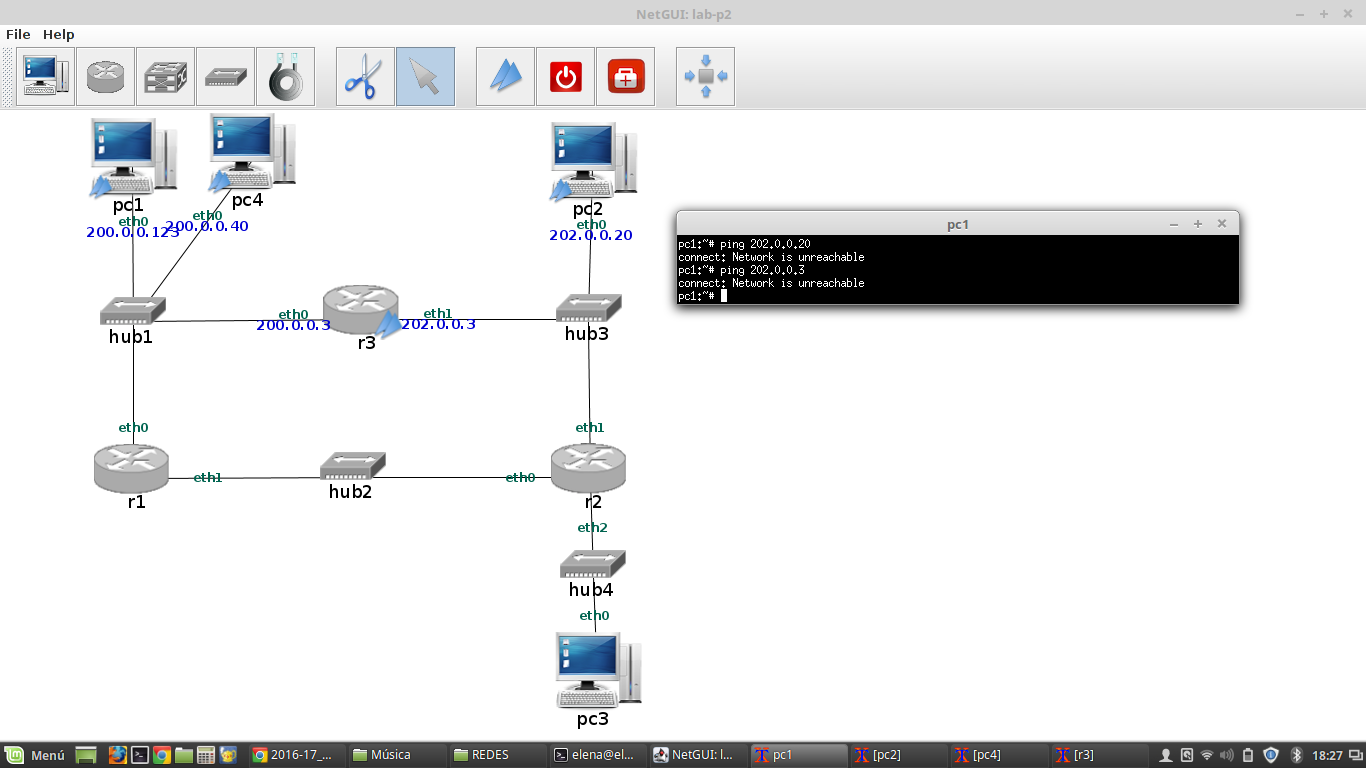 NetGUI: lab-p2
File Help
pc1
pc4
pc2
eth0
eth0
eth0
200.0.0.123
200.0.0.40
202.0.0.20
pc1
pc1:~# ping 202.0.0.20
connect: Network is unreachable
pc1:~# ping 202.0.0.3
connect: Network is unreachable
pc1:~#
hub1
eth0
200.0.0.3
r3
eth1
202.0.0.3
hub3
eth0
eth1
r1
eth1
hub2
eth0
r2
eth2
hub4
eth0
pc3
Menú
2016-17_...
Música
REDES
elena@el...
NetGUI: l...
pc1
[pc2]
[pc4]
[r3]
18:27